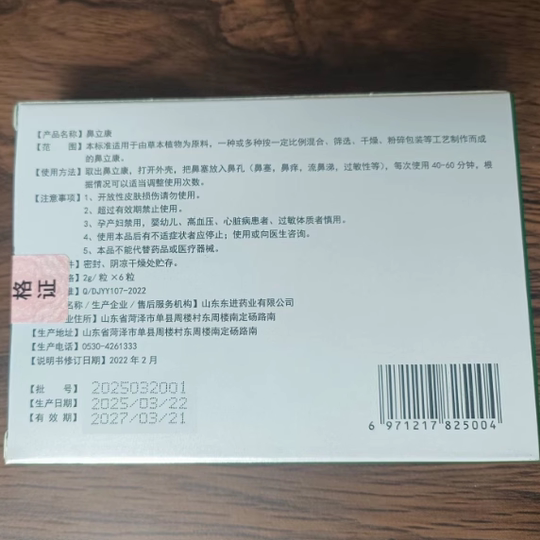 【产品名称】鼻立康
【范　　围】本标准适用于由草本植物为原料，一种或多种按一定比例混合、筛选、干燥、粉碎包装等工艺制作而成
的鼻立康。
【使用方法】取出鼻立康，打开外壳，把鼻塞放入鼻孔（鼻塞，鼻痒，流鼻涕，过敏性等），每次使用 40-60 分钟，根
据情况可以适当调整使用次数。
【注意事项】1、开放性皮肤损伤请勿使用。
2、超过有效期禁止使用。
3、孕产妇禁用，婴幼儿、高血压、心脏病患者、过敏体质者慎用。
4、使用本品后有不适症状者应停止；使用或向医生咨询。
5、本品不能代替药品或医疗器械。
件】密封、阴凉干燥处贮存。
格】2g/ 粒 ×6 粒
准】Q/DJYY107-2022
名称 / 生产企业 / 售后服务机构】山东东进药业有限公司
业住所】山东省菏泽市单县周楼村东周楼南定砀路南
【生产地址】山东省菏泽市单县周楼村东周楼南定砀路南
【生产电话】0530-4261333
【说明书修订日期】2022 年 2 月
格证
【批　　号】2025032001
【生产日期】2025/03/22
【有 效 期】2027/03/21
6 971217 825004